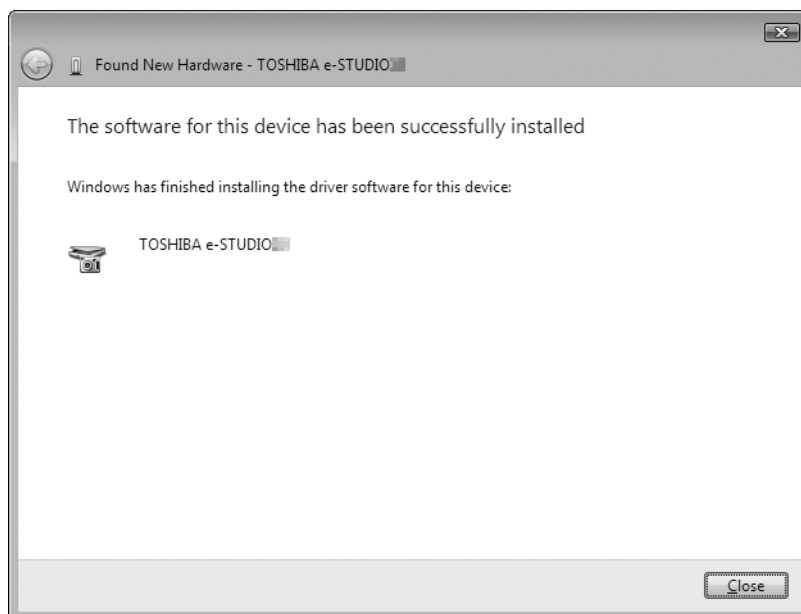 Found New Hardware - TOSHIBA e-STUDIO
The software for this device has been successfully installed
Windows has finished installing the driver software for this device:
TOSHIBA e-STUDIO
Close